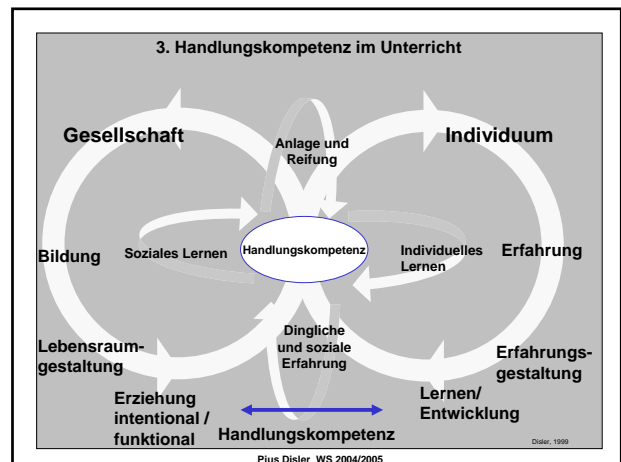 3. Handlungskompetenz im Unterricht
Gesellschaft
Anlage und
Reifung
Individuum
Bildung
Soziales Lernen
Handlungskompetenz
Individuelles
Lernen
Erfahrung
Lebensraum-
gestaltung
Dingliche
und soziale
Erfahrung
Erfahrungs-
gestaltung
Erziehung
intentional /
funktional
Lernen/
Entwicklung
Handlungskompetenz
Disler, 1999
Pius Disler WS 2004/2005